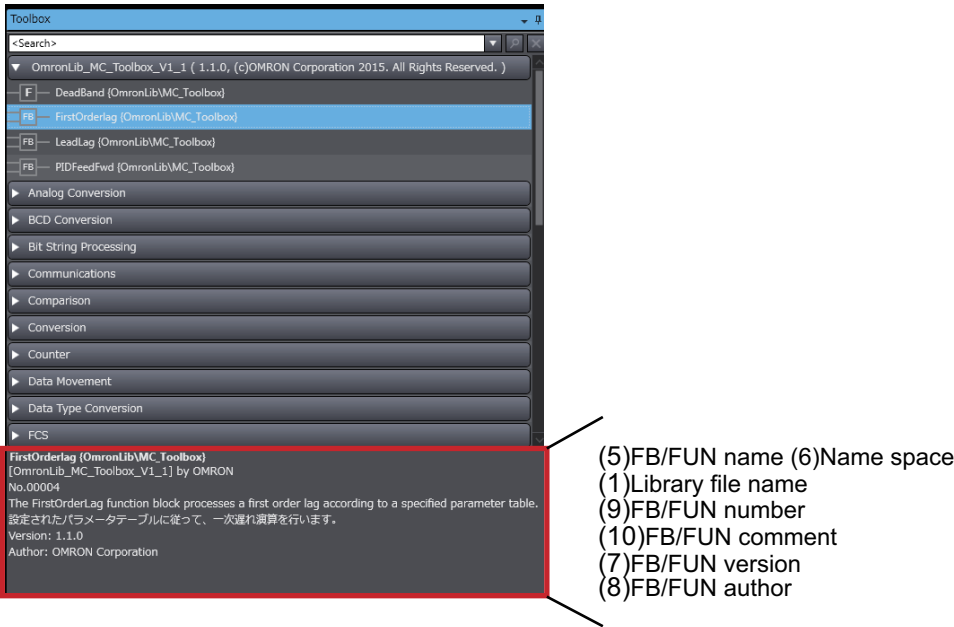 Toolbox
<Search>
OmronLib_MC_Toolbox_V1_1 ( 1.1.0, (c)OMRON Corporation 2015. All Rights Reserved. )
F DeadBand {OmronLib\MC_Toolbox}
FB FirstOrderlag {OmronLib\MC_Toolbox}
FB LeadLag {OmronLib\MC_Toolbox}
FB PIDFeedFwd {OmronLib\MC_Toolbox}
Analog Conversion
BCD Conversion
Bit String Processing
Communications
Comparison
Conversion
Counter
Data Movement
Data Type Conversion
FCS
FirstOrderlag {OmronLib\MC_Toolbox}
[OmronLib_MC_Toolbox_V1_1] by OMRON
No.00004
The FirstOrderLag function block processes a first order lag according to a specified parameter table.
設定されたパラメータテーブルに従って、一次遅れ演算を行います。
Version: 1.1.0
Author: OMRON Corporation
(5)FB/FUN name (6)Name space
(1)Library file name
(9)FB/FUN number
(10)FB/FUN comment
(7)FB/FUN version
(8)FB/FUN author